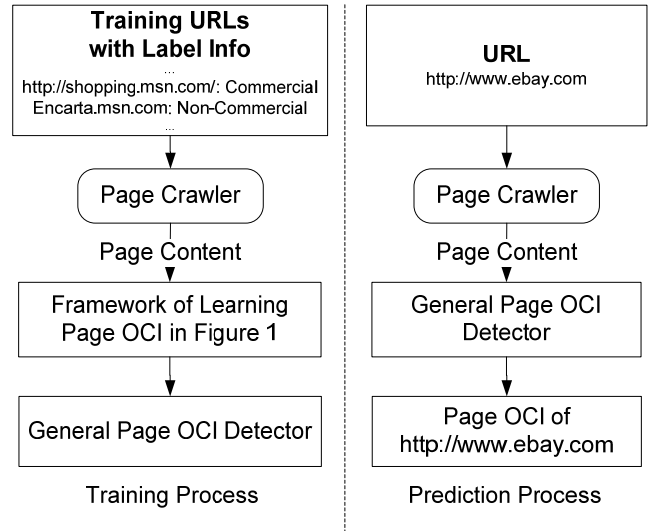 Training URLs
with Label Info
...
http://shopping.msn.com/: Commercial
Encarta.msn.com: Non-Commercial
...
Page Crawler
Page Content
Framework of Learning
Page OCI in Figure 1
General Page OCI Detector
Training Process
URL
http://www.ebay.com
Page Crawler
Page Content
General Page OCI
Detector
Page OCI of
http://www.ebay.com
Prediction Process